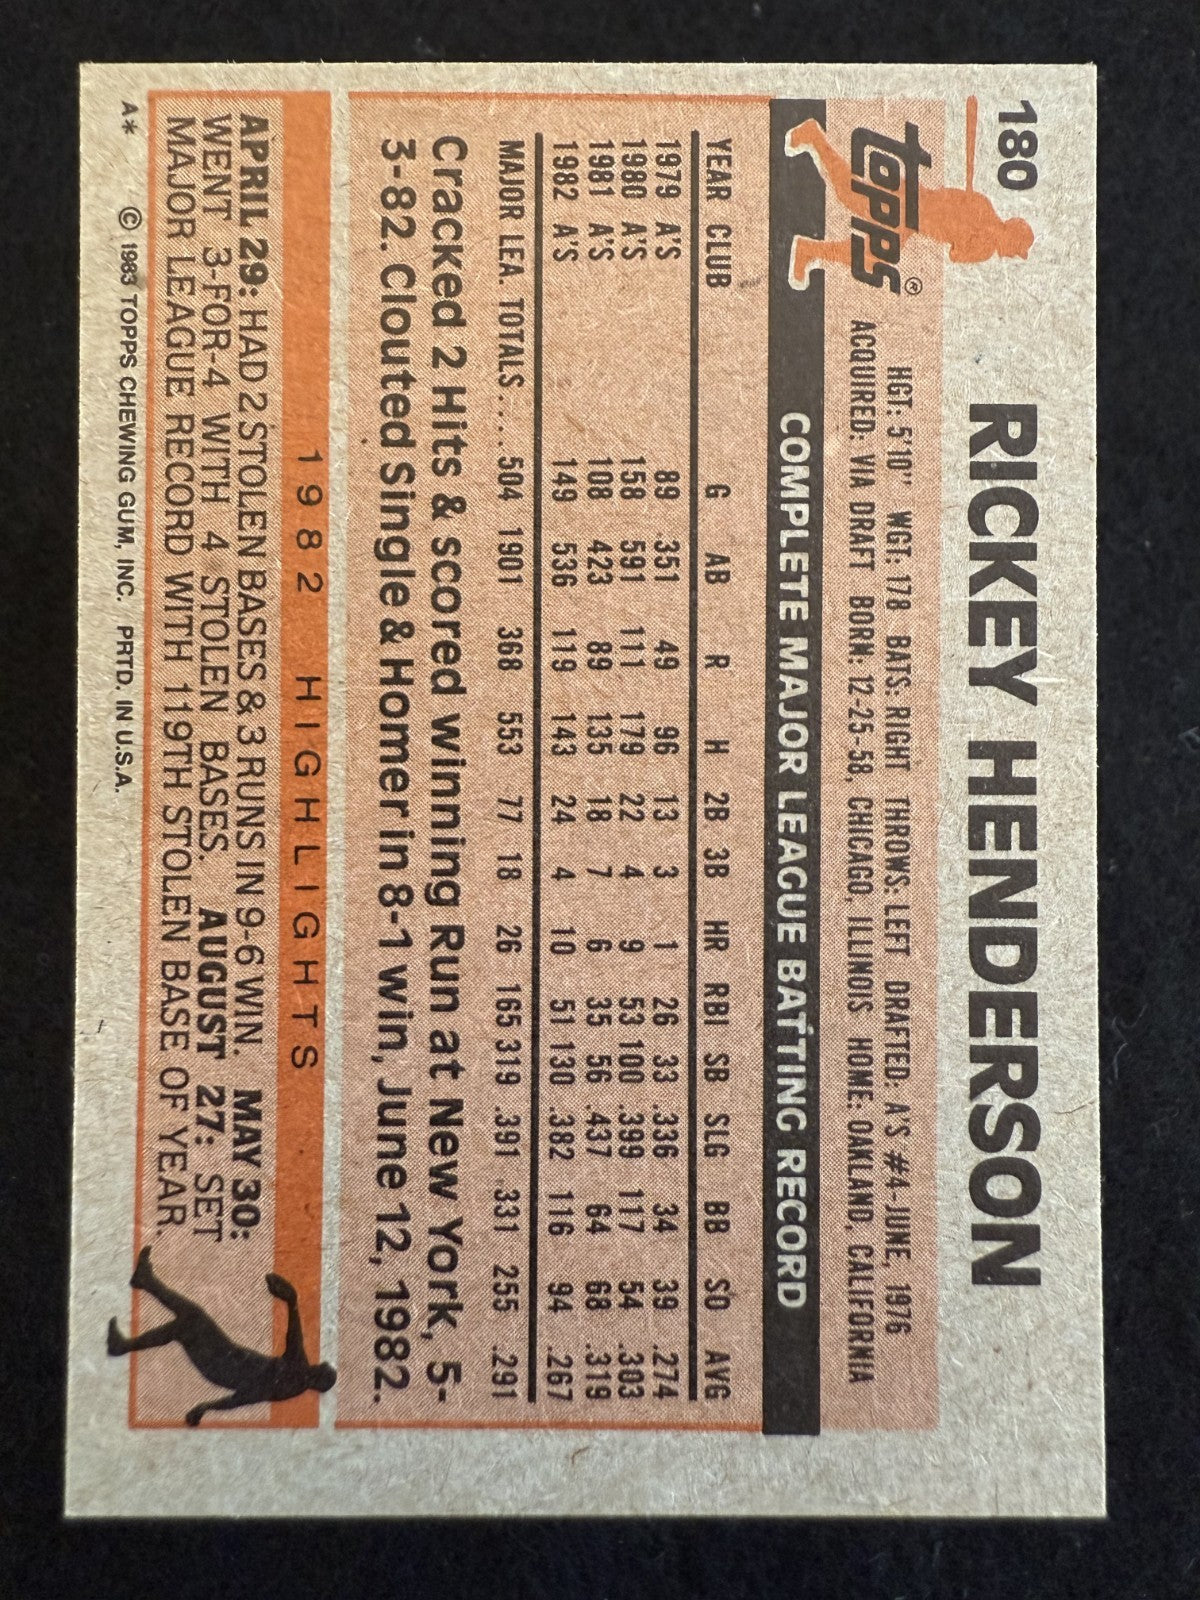 180
RICKEY HENDERSON
topps®
HGT: 5'10" WGT: 178 BATS: RIGHT THROWS: LEFT DRAFTED: A'S #4-JUNE, 1976
ACQUIRED: VIA DRAFT BORN: 12-25-58, CHICAGO, ILLINOIS HOME: OAKLAND, CALIFORNIA
COMPLETE MAJOR LEAGUE BATTING RECORD
YEAR CLUB G AB R H 2B 3B HR RBI SB SLG BB SO AVG
1979 A'S 89 351 49 96 13 3 1 26 33 .336 34 39 .274
1980 A'S 158 591 111 179 22 4 9 53 100 .399 117 54 .303
1981 A'S 108 423 89 135 18 7 6 35 56 .437 64 68 .319
1982 A'S 149 536 119 143 24 4 10 51 130 .382 116 94 .267
MAJOR LEA. TOTALS.... 504 1901 368 553 77 18 26 165 319 .391 331 255 .291
Cracked 2 Hits & scored winning Run at New York, 5-
3-82. Clouted Single & Homer in 8-1 win, June 12, 1982.
1982 HIGHLIGHTS
APRIL 29: HAD 2 STOLEN BASES & 3 RUNS IN 9-6 WIN. MAY 30:
WENT 3-FOR-4 WITH 4 STOLEN BASES. AUGUST 27: SET
MAJOR LEAGUE RECORD WITH 119TH STOLEN BASE OF YEAR.
A* © 1983 TOPPS CHEWING GUM, INC. PRTD. IN U.S.A.